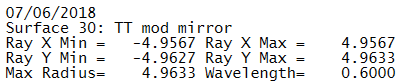 07/06/2018
Surface 30: TT mod mirror
Ray X Min =   -4.9567 Ray X Max =    4.9567
Ray Y Min =   -4.9627 Ray Y Max =    4.9633
Max Radius=    4.9633 Wavelength=    0.6000